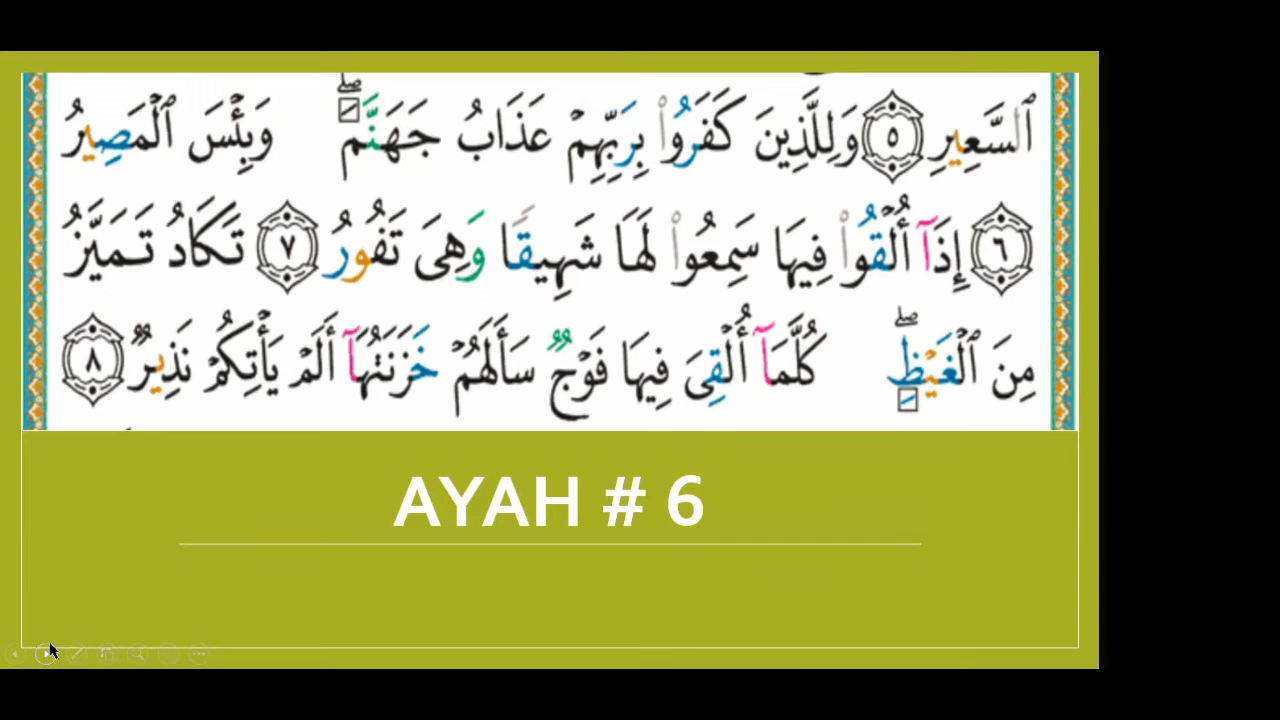 ٱلسَّعِيرِ ٥ وَلِلَّذِينَ كَفَرُوا۟ بِرَبِّهِمْ عَذَابُ جَهَنَّمَ ۖ وَبِئْسَ ٱلْمَصِيرُ
٦ إِذَآ أُلْقُوا۟ فِيهَا سَمِعُوا۟ لَهَا شَهِيقًا وَهِىَ تَفُورُ ٧ تَكَادُ تَمَيَّزُ
مِنَ ٱلْغَيْظِ ۖ كُلَّمَآ أُلْقِىَ فِيهَا فَوْجٌ سَأَلَهُمْ خَزَنَتُهَآ أَلَمْ يَأْتِكُمْ نَذِيرٌ ٨
AYAH # 6